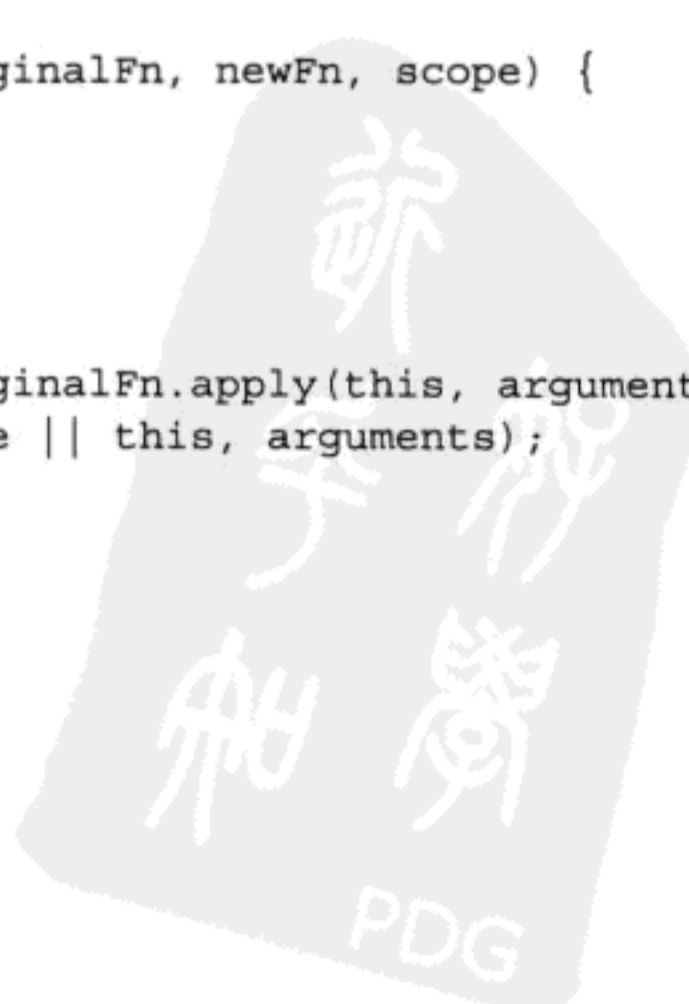 ginalFn, newFn, scope) {
ginalFn.apply(this, argument
e || this, arguments);
PDG